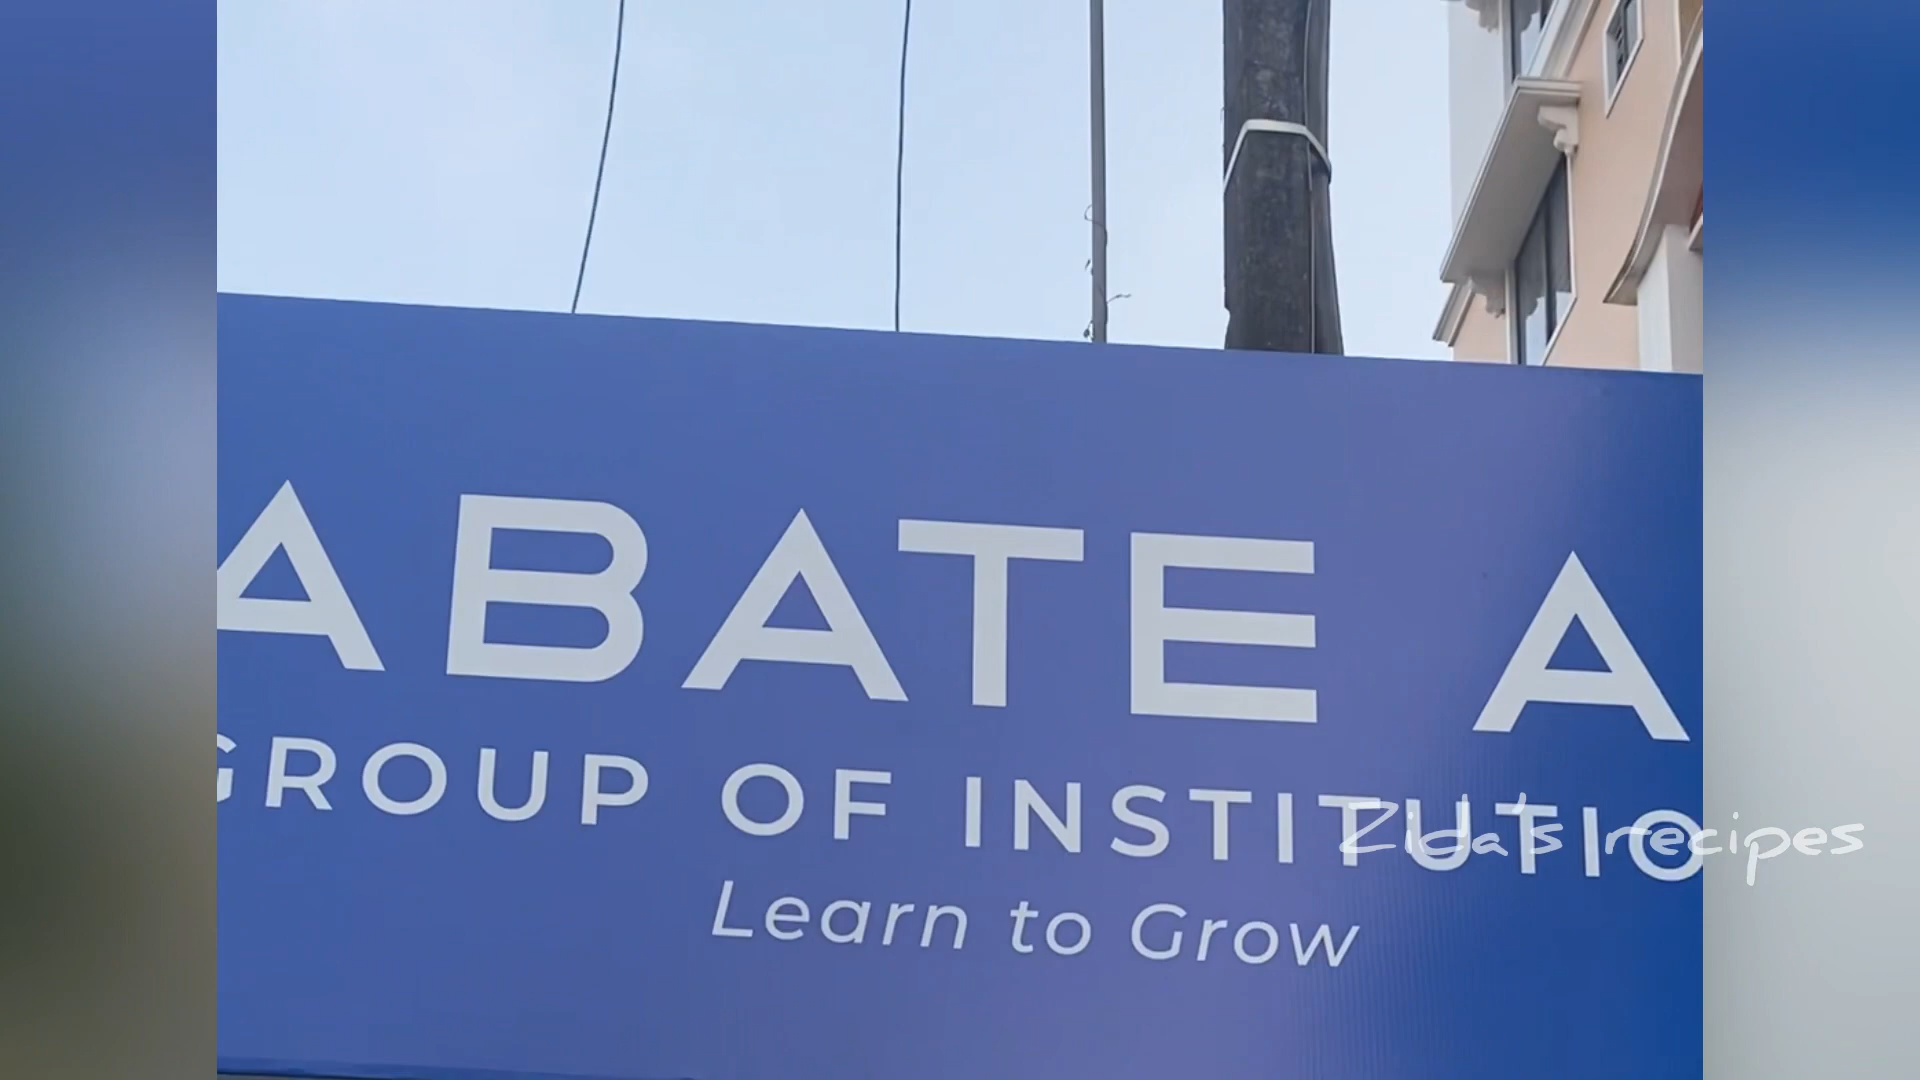 ABATE A
GROUP OF INSTITUTIO
Learn to Grow
Zida's recipes